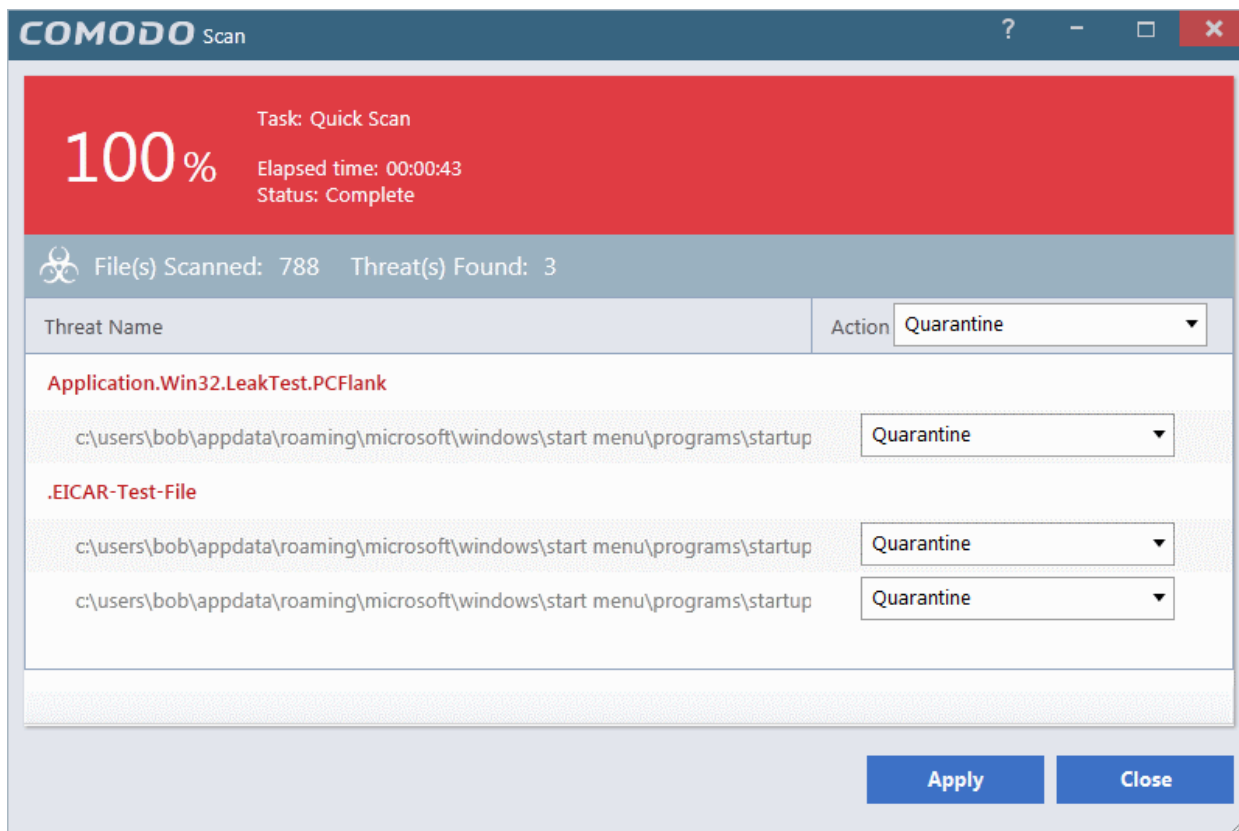 COMODO Scan
?
100%
Task: Quick Scan
Elapsed time: 00:00:43
Status: Complete
File(s) Scanned: 788 Threat(s) Found: 3
Threat Name Action Quarantine
Application.Win32.LeakTest.PCFlank
c:\users\bob\appdata\roaming\microsoft\windows\start menu\programs\startup Quarantine
.EICAR-Test-File
c:\users\bob\appdata\roaming\microsoft\windows\start menu\programs\startup Quarantine
c:\users\bob\appdata\roaming\microsoft\windows\start menu\programs\startup Quarantine
Apply Close